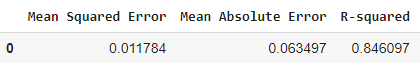 Mean Squared Error Mean Absolute Error R-squared
0 0.011784 0.063497 0.846097